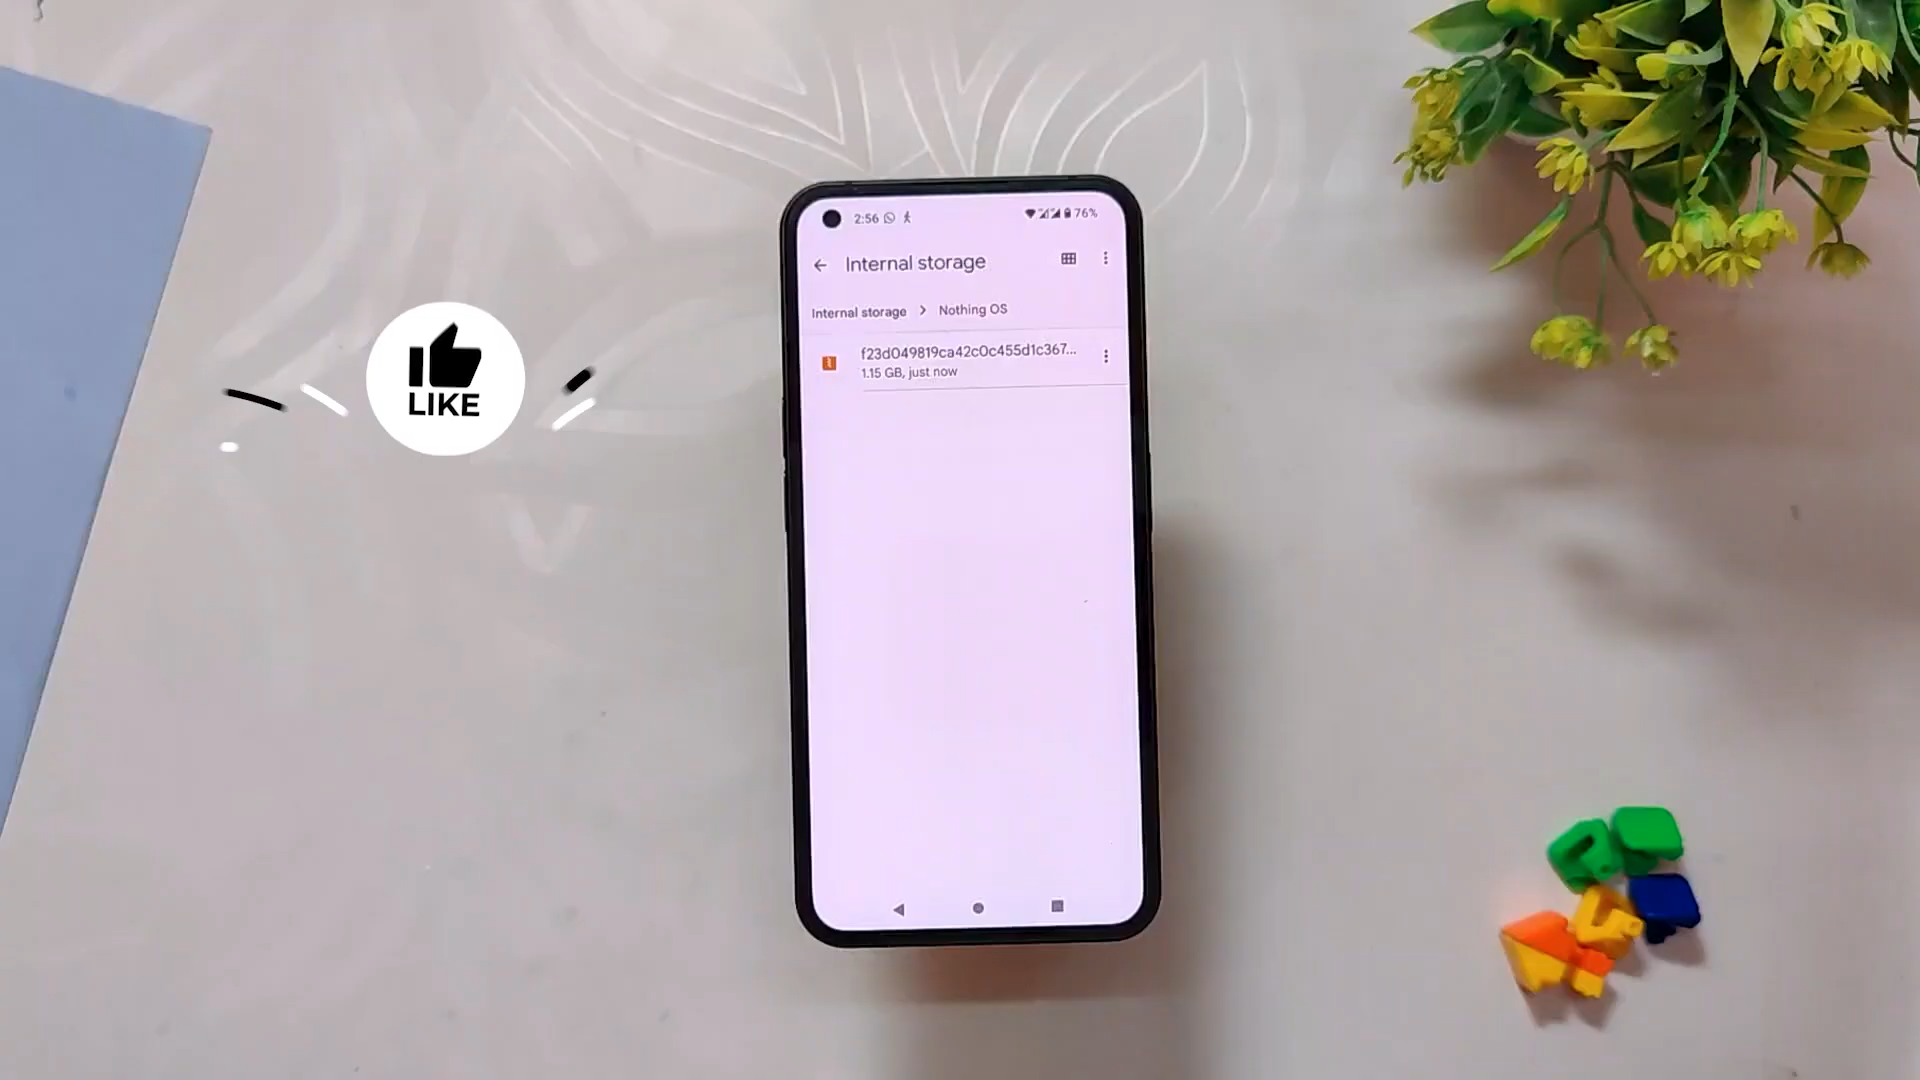 2:56
76%
Internal storage
Internal storage > Nothing OS
f23d049819ca42c0c455d1c367...
1.15 GB, just now
LIKE